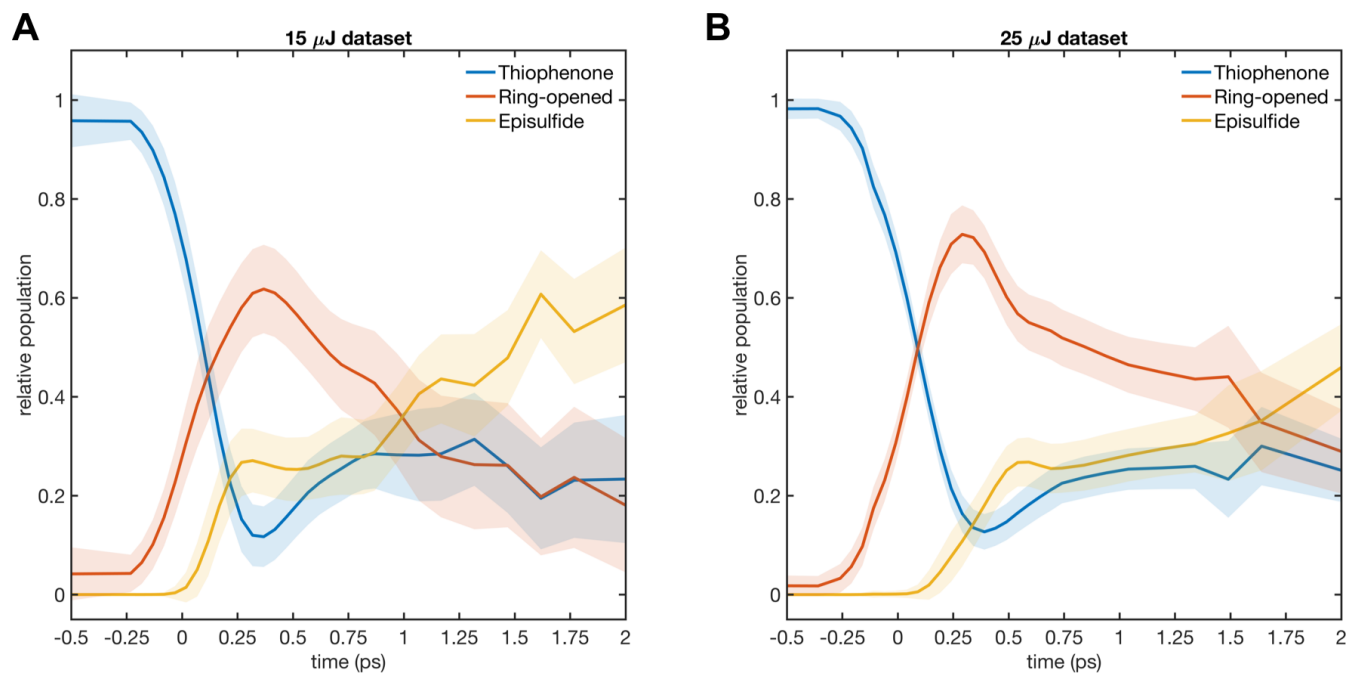 A
15 μJ dataset
Thiophenone
Ring-opened
Episulfide
1
0.8
0.6
0.4
0.2
0
relative population
-0.5 -0.25 0 0.25 0.5 0.75 1 1.25 1.5 1.75 2
time (ps)
B
25 μJ dataset
Thiophenone
Ring-opened
Episulfide
1
0.8
0.6
0.4
0.2
0
relative population
-0.5 -0.25 0 0.25 0.5 0.75 1 1.25 1.5 1.75 2
time (ps)